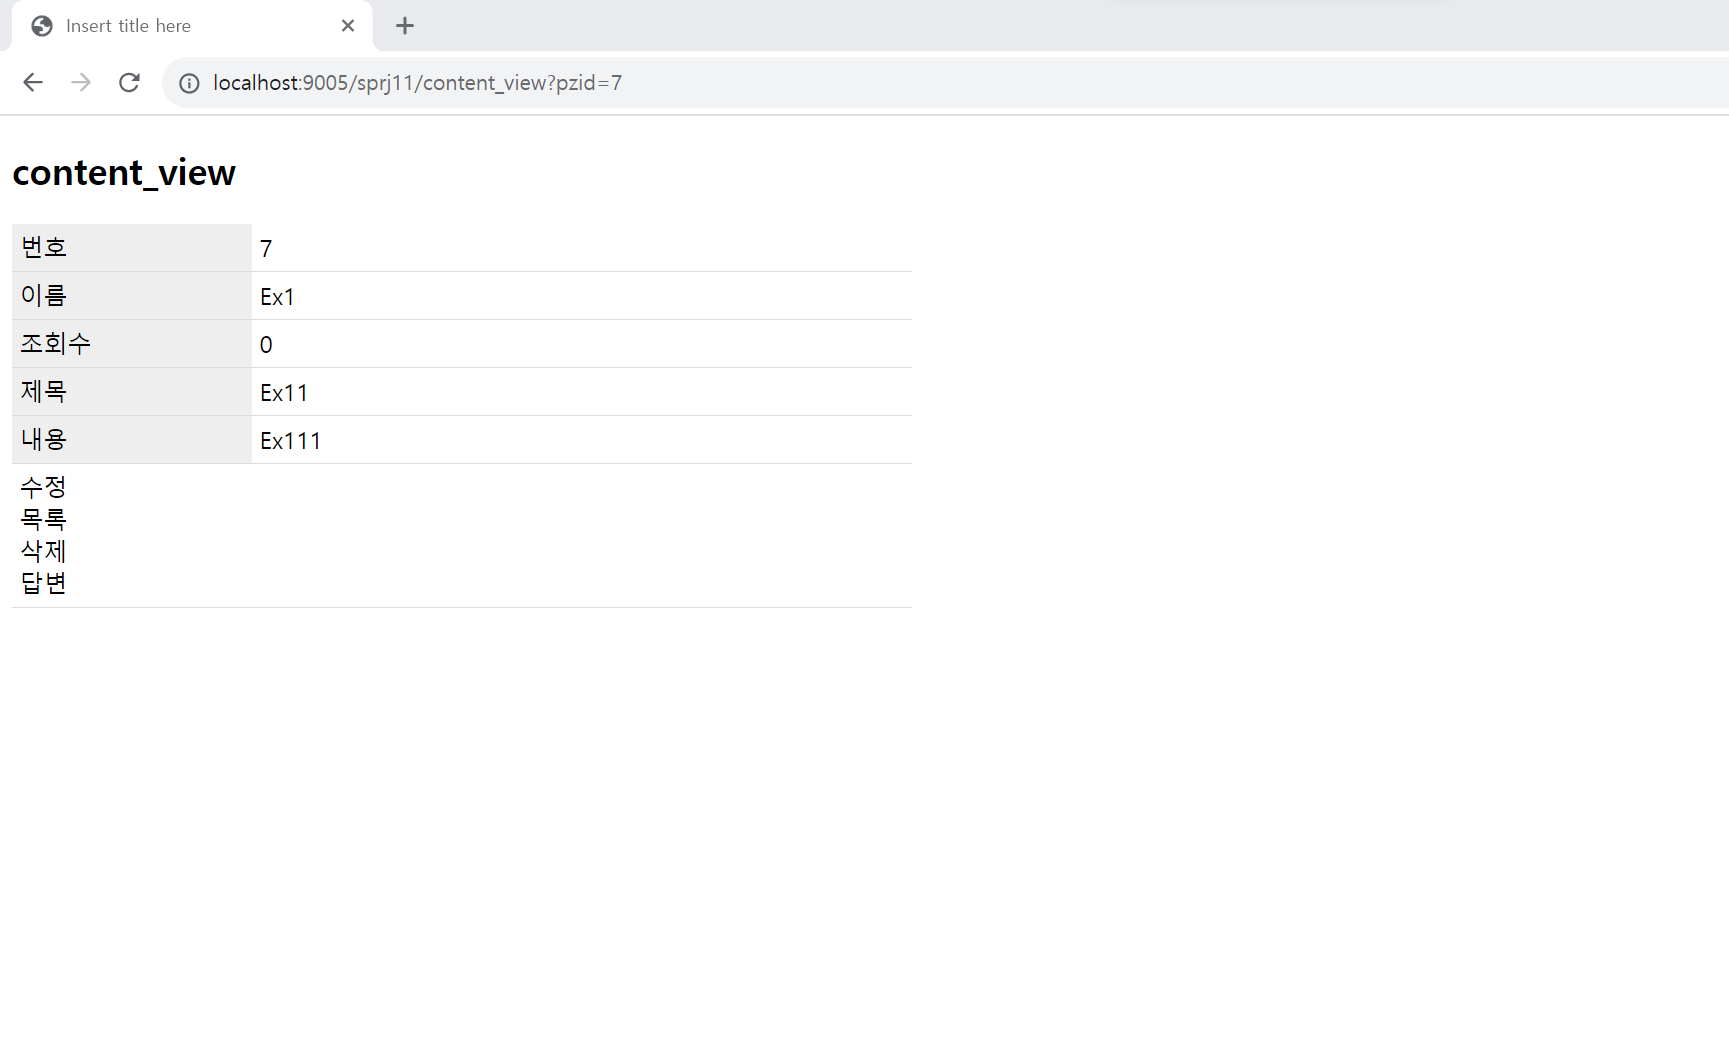 Insert title here
localhost:9005/sprj11/content_view?pzid=7
content_view
번호 7
이름 Ex1
조회수 0
제목 Ex11
내용 Ex111
수정
목록
삭제
답변